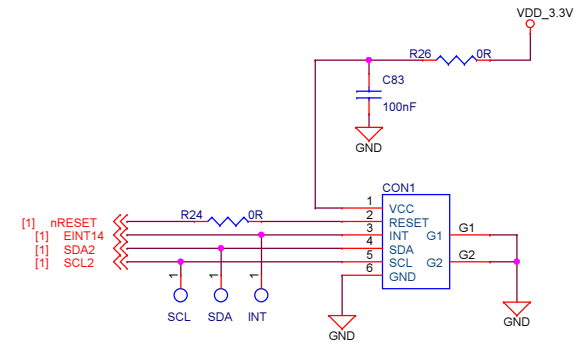 VDD_3.3V
R26 0R
C83
100nF
GND
CON1
1 VCC
[1] nRESET R24 0R 2 RESET
[1] EINT14 3 INT G1 G1
[1] SDA2 4 SDA
[1] SCL2 5 SCL G2 G2
6 GND
1 1 1
SCL SDA INT
GND
GND